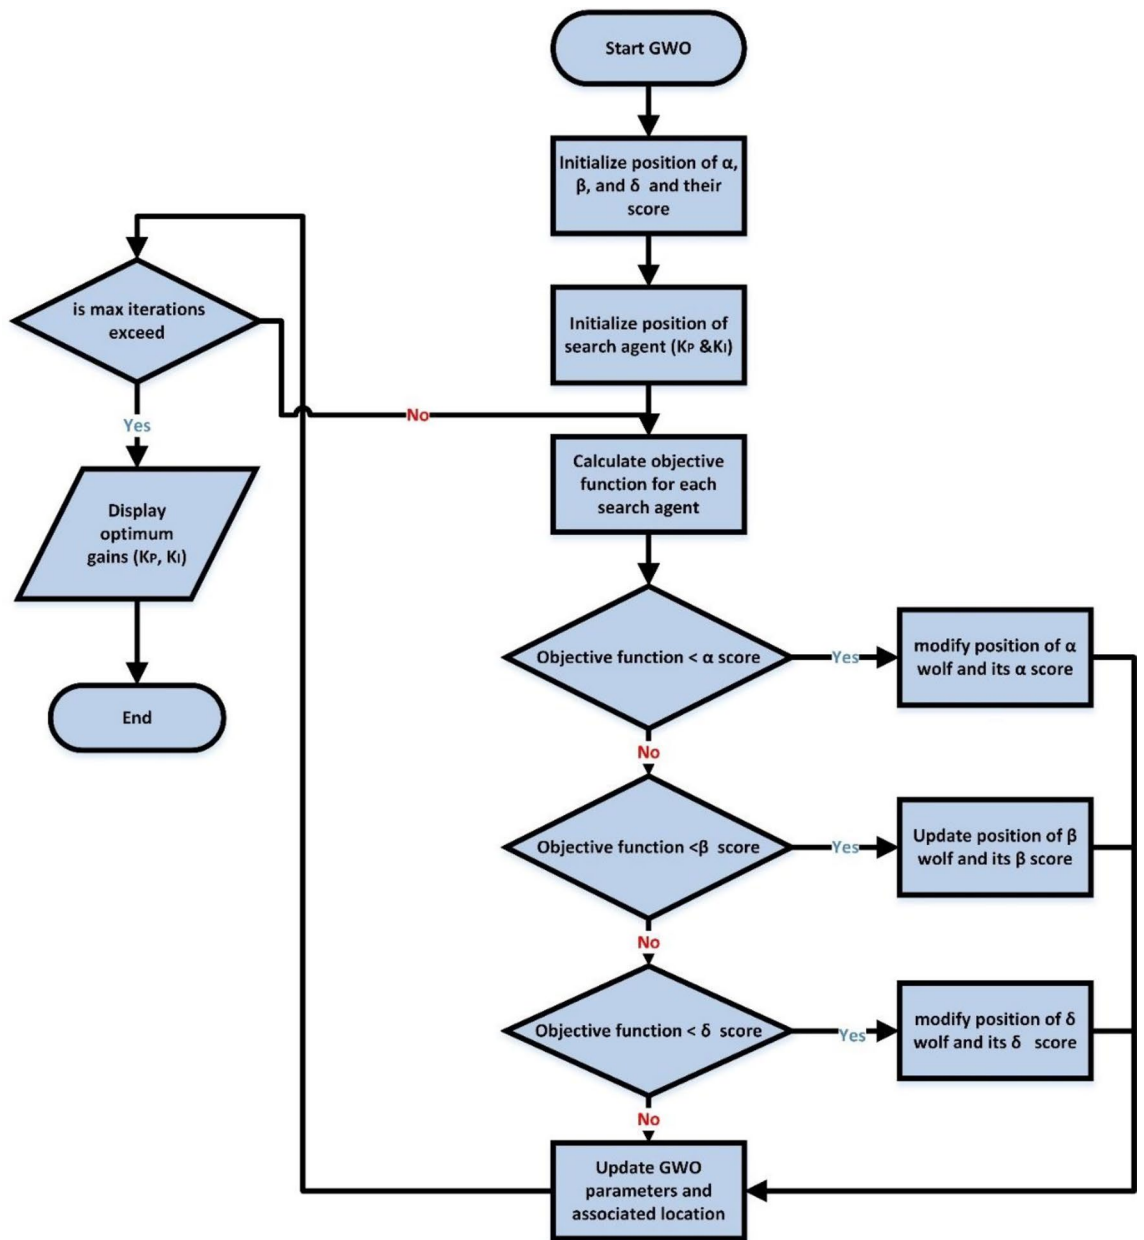 Start GWO
Initialize position of α,
β, and δ and their
score
Initialize position of
search agent (KP &KI)
is max iterations
exceed
No
Yes
Calculate objective
function for each
search agent
Display
optimum
gains (KP, KI)
End
Objective function < α score
Yes
modify position of α
wolf and its α score
No
Objective function <β score
Yes
Update position of β
wolf and its β score
No
Objective function < δ score
Yes
modify position of δ
wolf and its δ score
No
Update GWO
parameters and
associated location